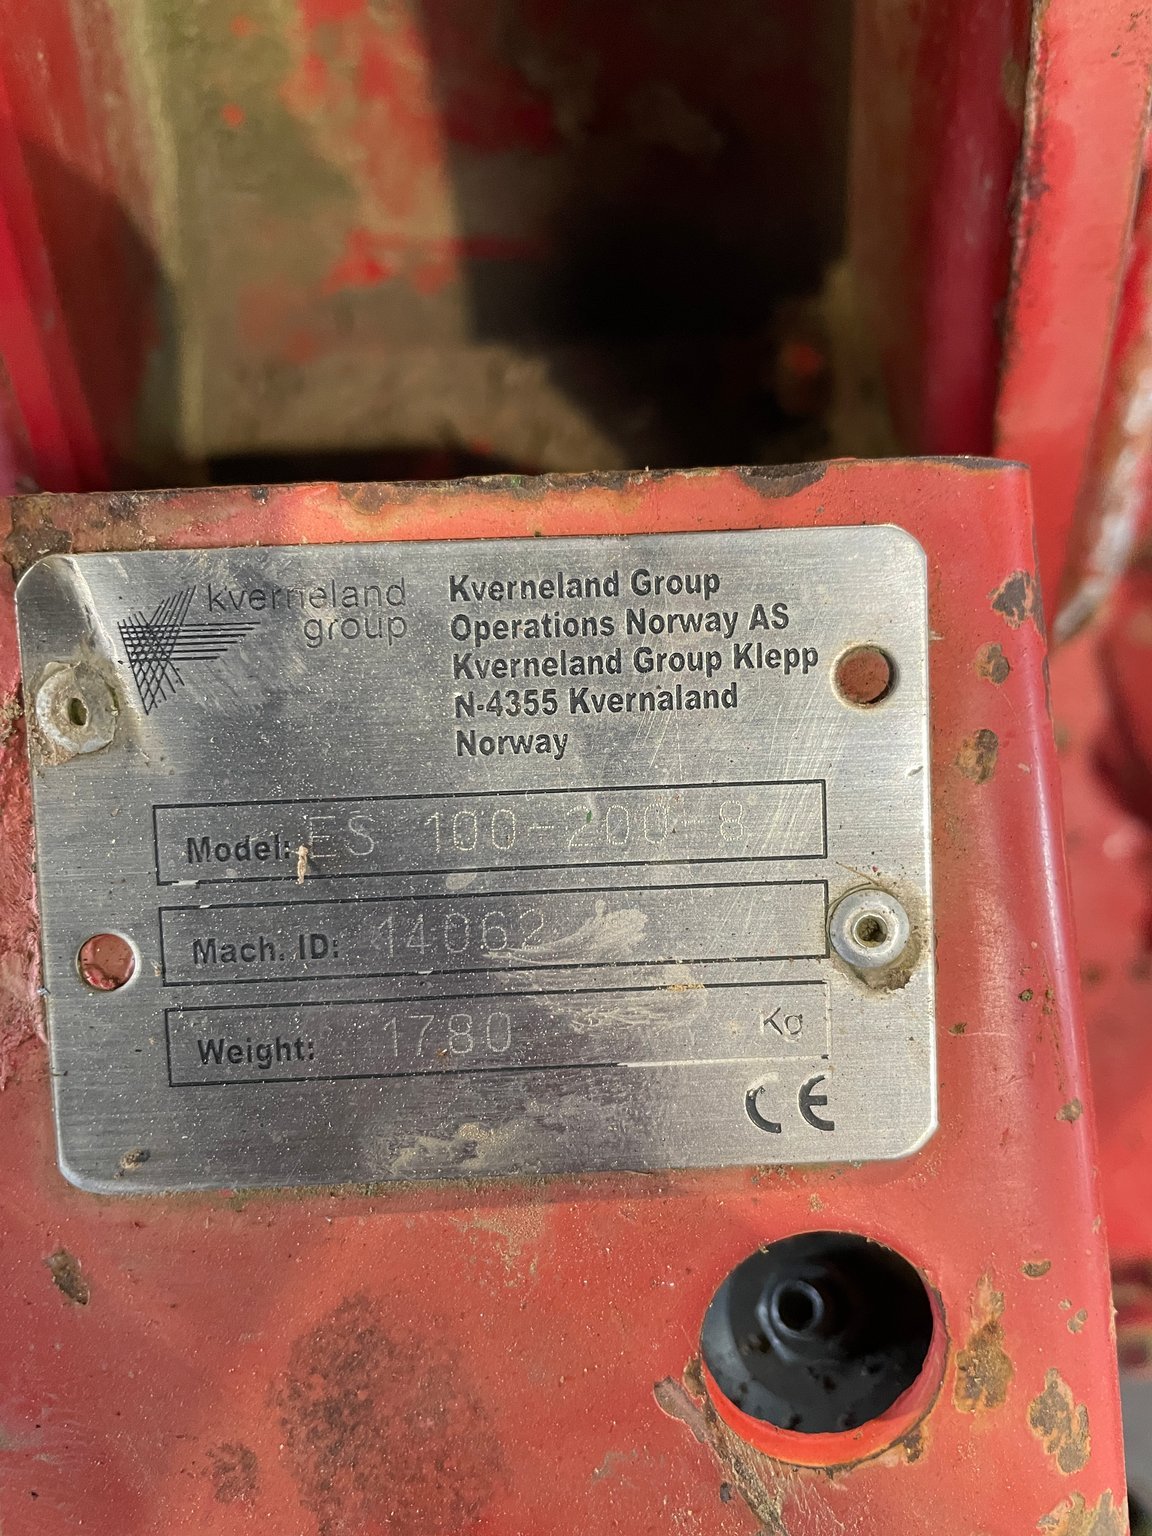 kverneland
group
Kverneland Group
Operations Norway AS
Kverneland Group Klepp
N-4355 Kvernaland
Norway
Model: ES 100-200-8
Mach. ID: 14062
Weight: 1780 Kg
CE